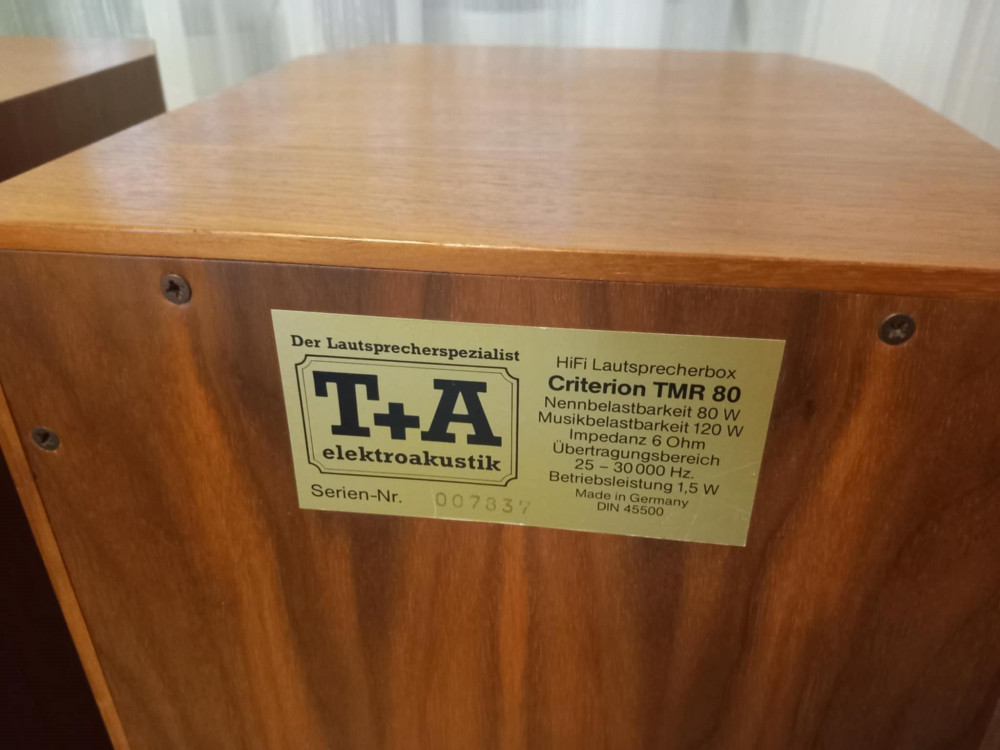 Der Lautsprecherspezialist
T+A
elektroakustik
Serien-Nr. 007337
HiFi Lautsprecherbox
Criterion TMR 80
Nennbelastbarkeit 80 W
Musikbelastbarkeit 120 W
Impedanz 6 Ohm
Übertragungsbereich
25 – 30 000 Hz.
Betriebsleistung 1,5 W
Made in Germany
DIN 45500